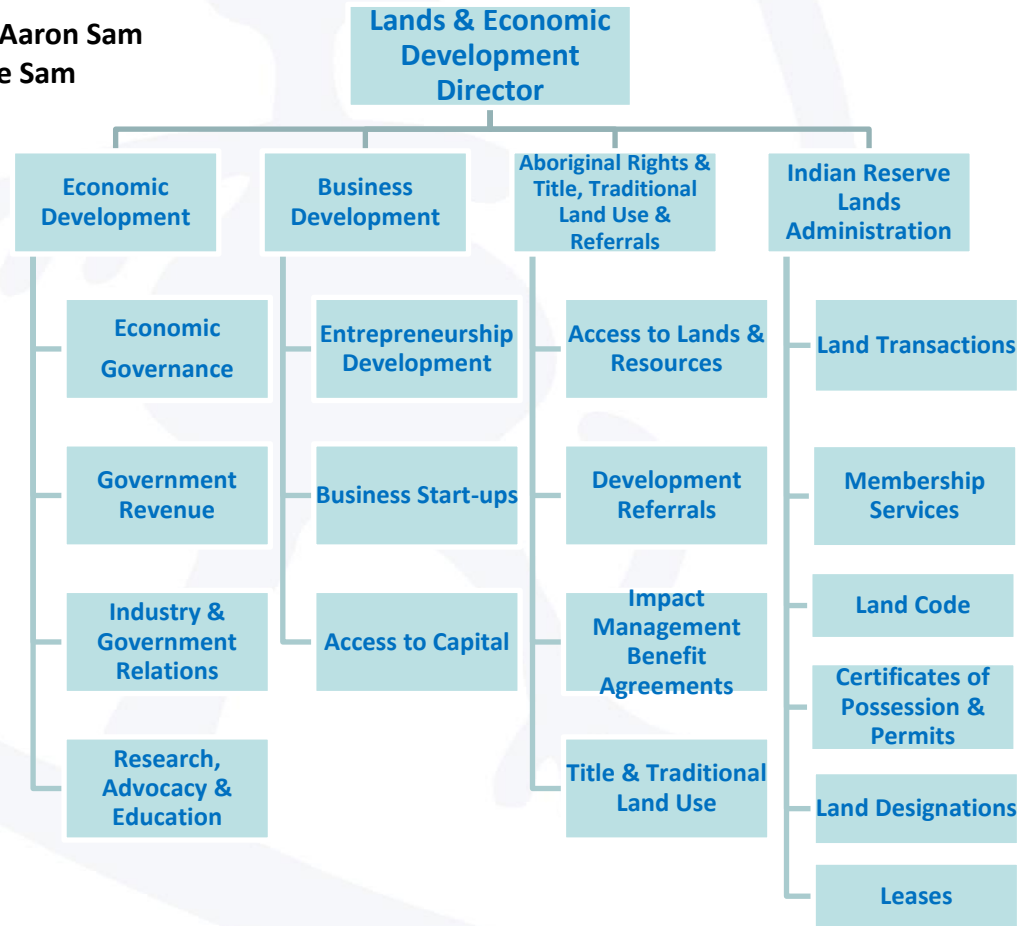 Aaron Sam
Sam
Lands & Economic
Development
Director
Economic
Development
Business
Development
Aboriginal Rights &
Title, Traditional
Land Use &
Referrals
Indian Reserve
Lands
Administration
Economic
Governance
Government
Revenue
Industry &
Government
Relations
Research,
Advocacy &
Education
Entrepreneurship
Development
Business Start-ups
Access to Capital
Access to Lands &
Resources
Development
Referrals
Impact
Management
Benefit
Agreements
Title & Traditional
Land Use
Land Transactions
Membership
Services
Land Code
Certificates of
Possession &
Permits
Land Designations
Leases